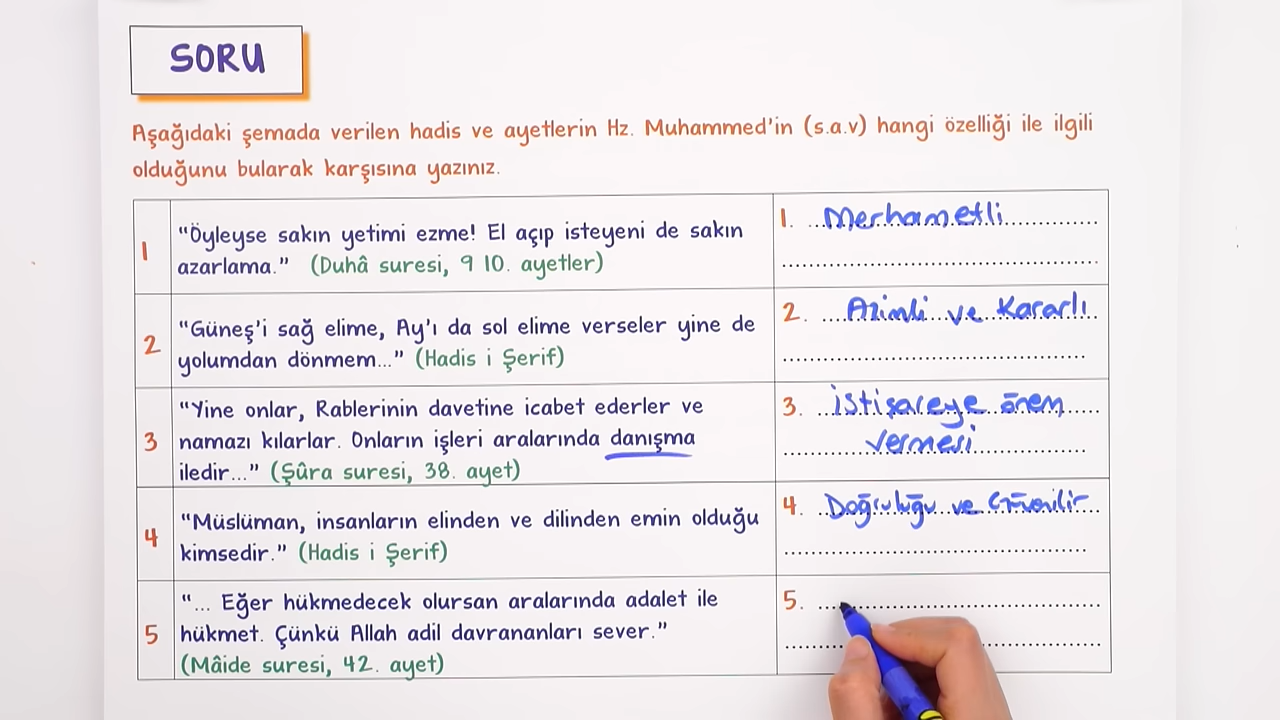 SORU
Aşağıdaki şemada verilen hadis ve ayetlerin Hz. Muhammed'in (s.a.v) hangi özelliği ile ilgili
olduğunu bularak karşısına yazınız.
1
"Öyleyse sakın yetimi ezme! El açıp isteyeni de sakın
azarlama." (Duhâ suresi, 9 10. ayetler)
1. Merhametli
2
"Güneş'i sağ elime, Ay'ı da sol elime verseler yine de
yolumdan dönmem..." (Hadis i Şerif)
2. Azimli ve Kararlı
3
"Yine onlar, Rablerinin davetine icabet ederler ve
namazı kılarlar. Onların işleri aralarında danışma
iledir..." (Şûra suresi, 38. ayet)
3. İstişareye önem
vermesi
4
"Müslüman, insanların elinden ve dilinden emin olduğu
kimsedir." (Hadis i Şerif)
4. Doğruluğu ve Güvenilir
5
"... Eğer hükmedecek olursan aralarında adalet ile
hükmet. Çünkü Allah adil davrananları sever."
(Mâide suresi, 42. ayet)
5.